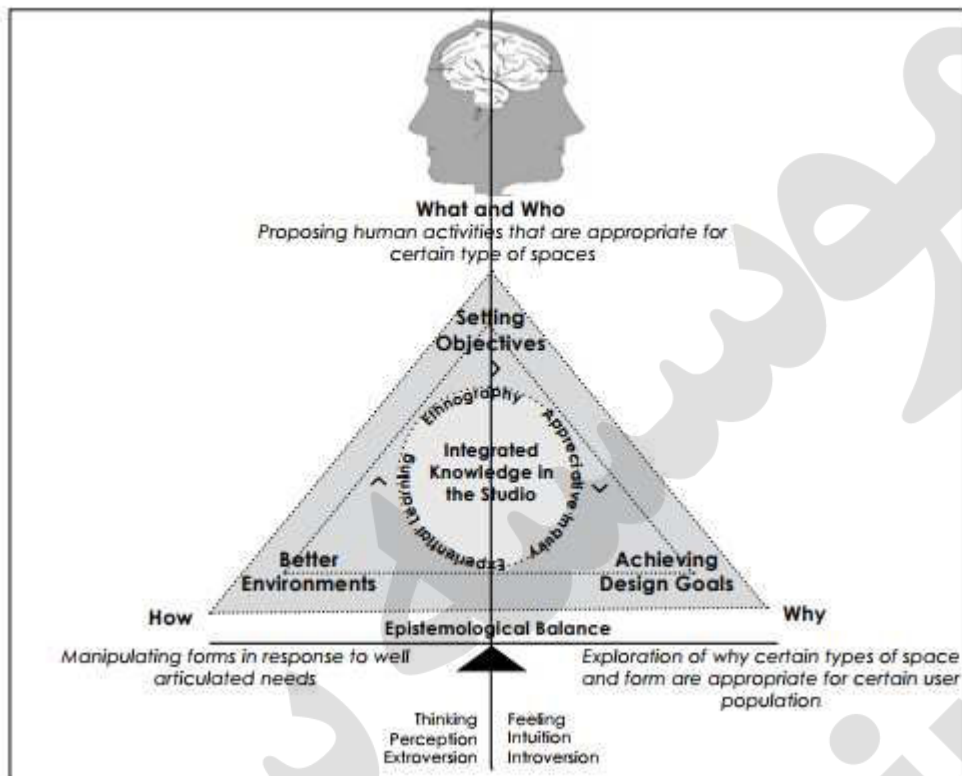 What and Who
Proposing human activities that are appropriate for
certain type of spaces
Setting
Objectives
Ethnography
Appreciative Inquiry
Experiential Learning
Integrated
Knowledge in
the Studio
Better
Environments
Achieving
Design Goals
How
Why
Epistemological Balance
Manipulating forms in response to well
articulated needs
Exploration of why certain types of space
and form are appropriate for certain user
population
Thinking
Perception
Extroversion
Feeling
Intuition
Introversion